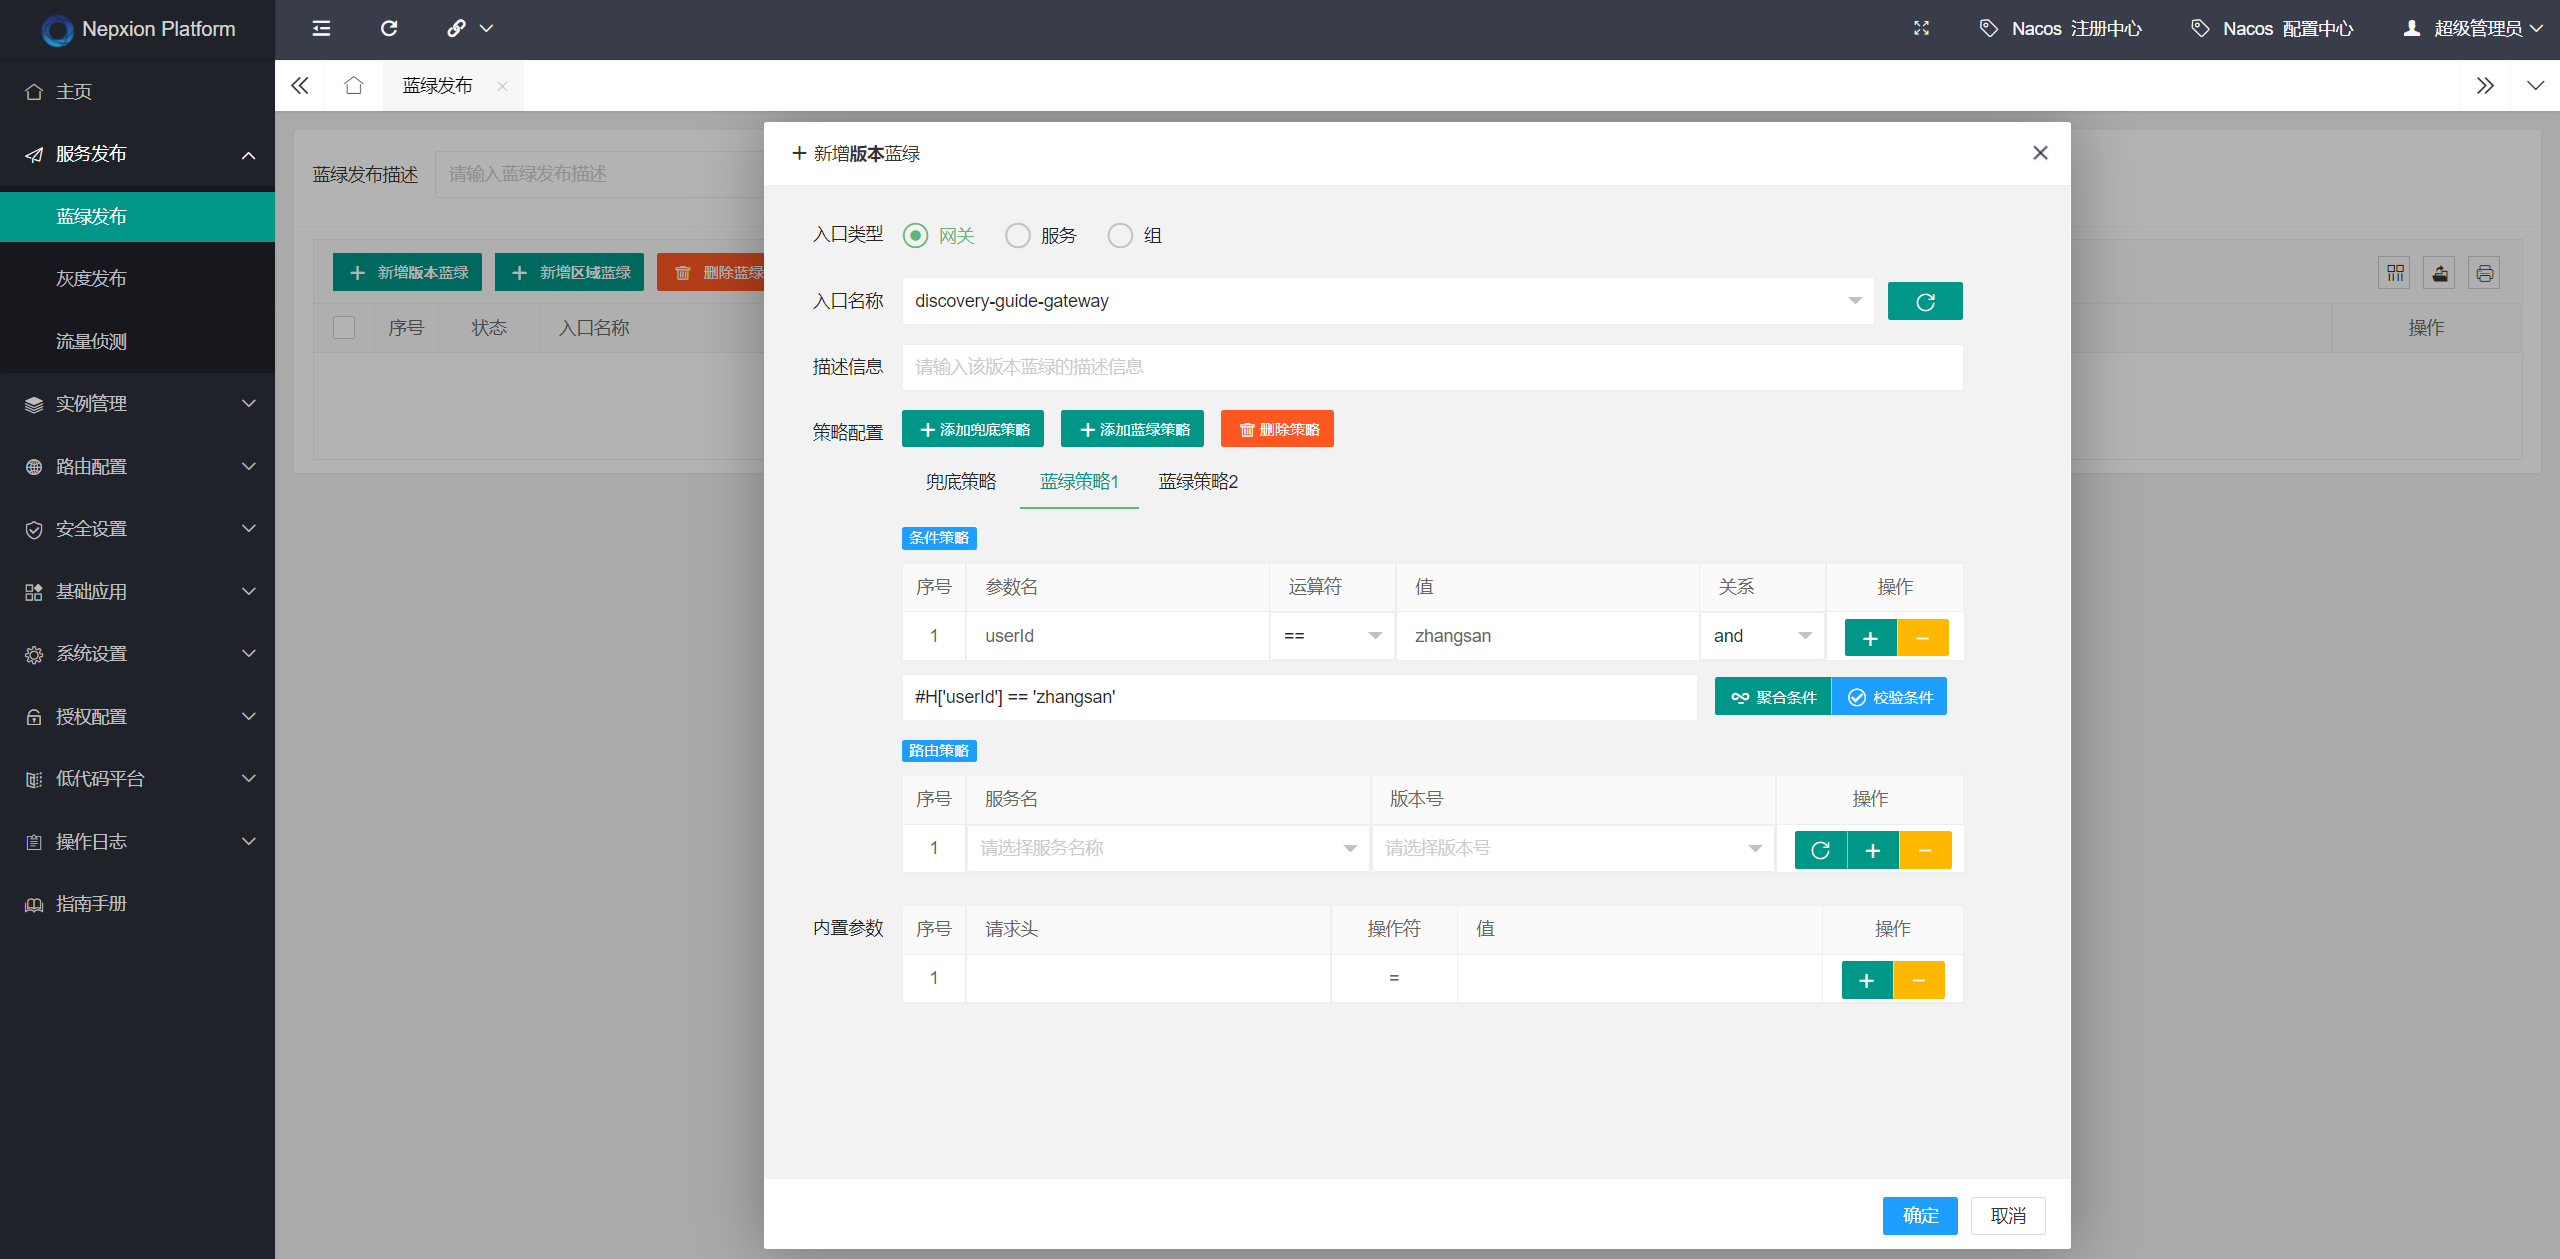 Nepxion Platform
Nacos 注册中心
Nacos 配置中心
超级管理员
主页
服务发布
蓝绿发布
灰度发布
流量侦测
实例管理
路由配置
安全设置
基础应用
系统设置
授权配置
低代码平台
操作日志
指南手册
蓝绿发布
蓝绿发布描述
请输入蓝绿发布描述
新增版本蓝绿
新增区域蓝绿
删除蓝绿
序号
状态
入口名称
操作
新增版本蓝绿
入口类型
网关
服务
组
入口名称
discovery-guide-gateway
描述信息
请输入该版本蓝绿的描述信息
策略配置
添加兜底策略
添加蓝绿策略
删除策略
兜底策略
蓝绿策略1
蓝绿策略2
条件策略
序号
参数名
运算符
值
关系
操作
1
userId
==
zhangsan
and
#H['userId'] == 'zhangsan'
聚合条件
校验条件
路由策略
序号
服务名
版本号
操作
1
请选择服务名称
请选择版本号
内置参数
序号
请求头
操作符
值
操作
1
=
确定
取消